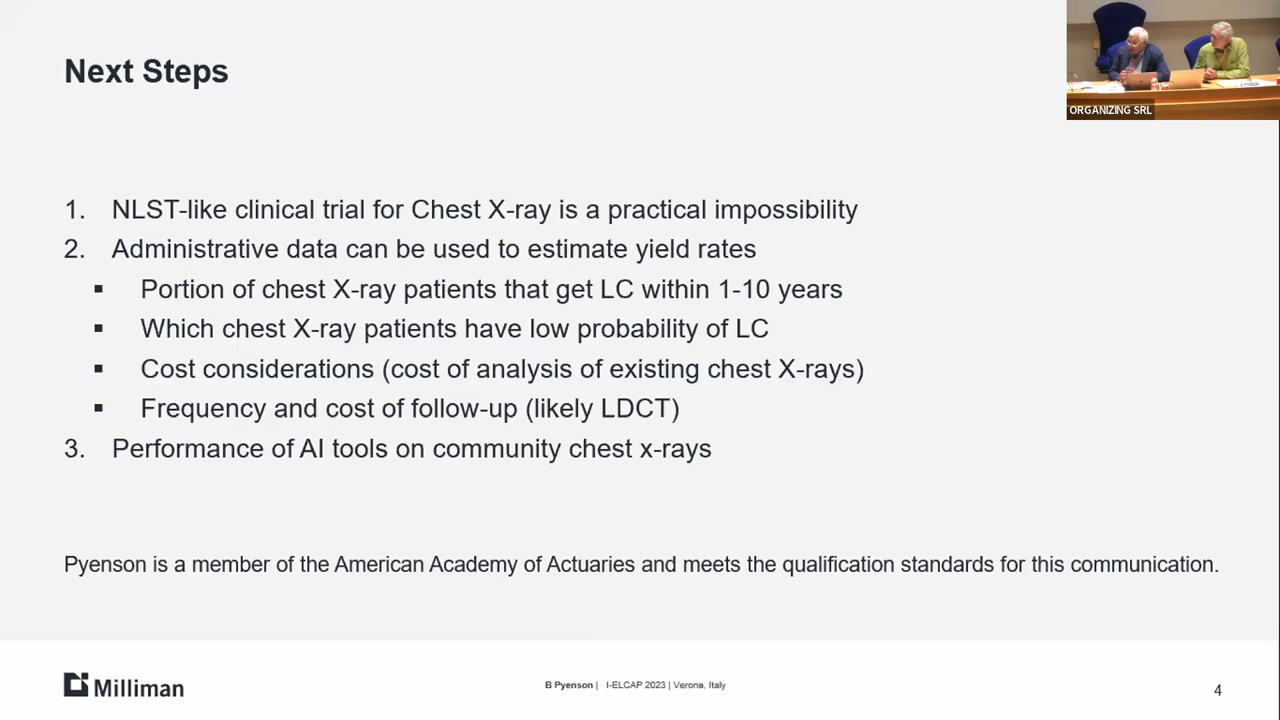 Next Steps
ORGANIZING SRL
1. NLST-like clinical trial for Chest X-ray is a practical impossibility
2. Administrative data can be used to estimate yield rates
▪ Portion of chest X-ray patients that get LC within 1-10 years
▪ Which chest X-ray patients have low probability of LC
▪ Cost considerations (cost of analysis of existing chest X-rays)
▪ Frequency and cost of follow-up (likely LDCT)
3. Performance of AI tools on community chest x-rays
Pyenson is a member of the American Academy of Actuaries and meets the qualification standards for this communication.
Milliman
B Pyenson | I-ELCAP 2023 | Verona, Italy
4